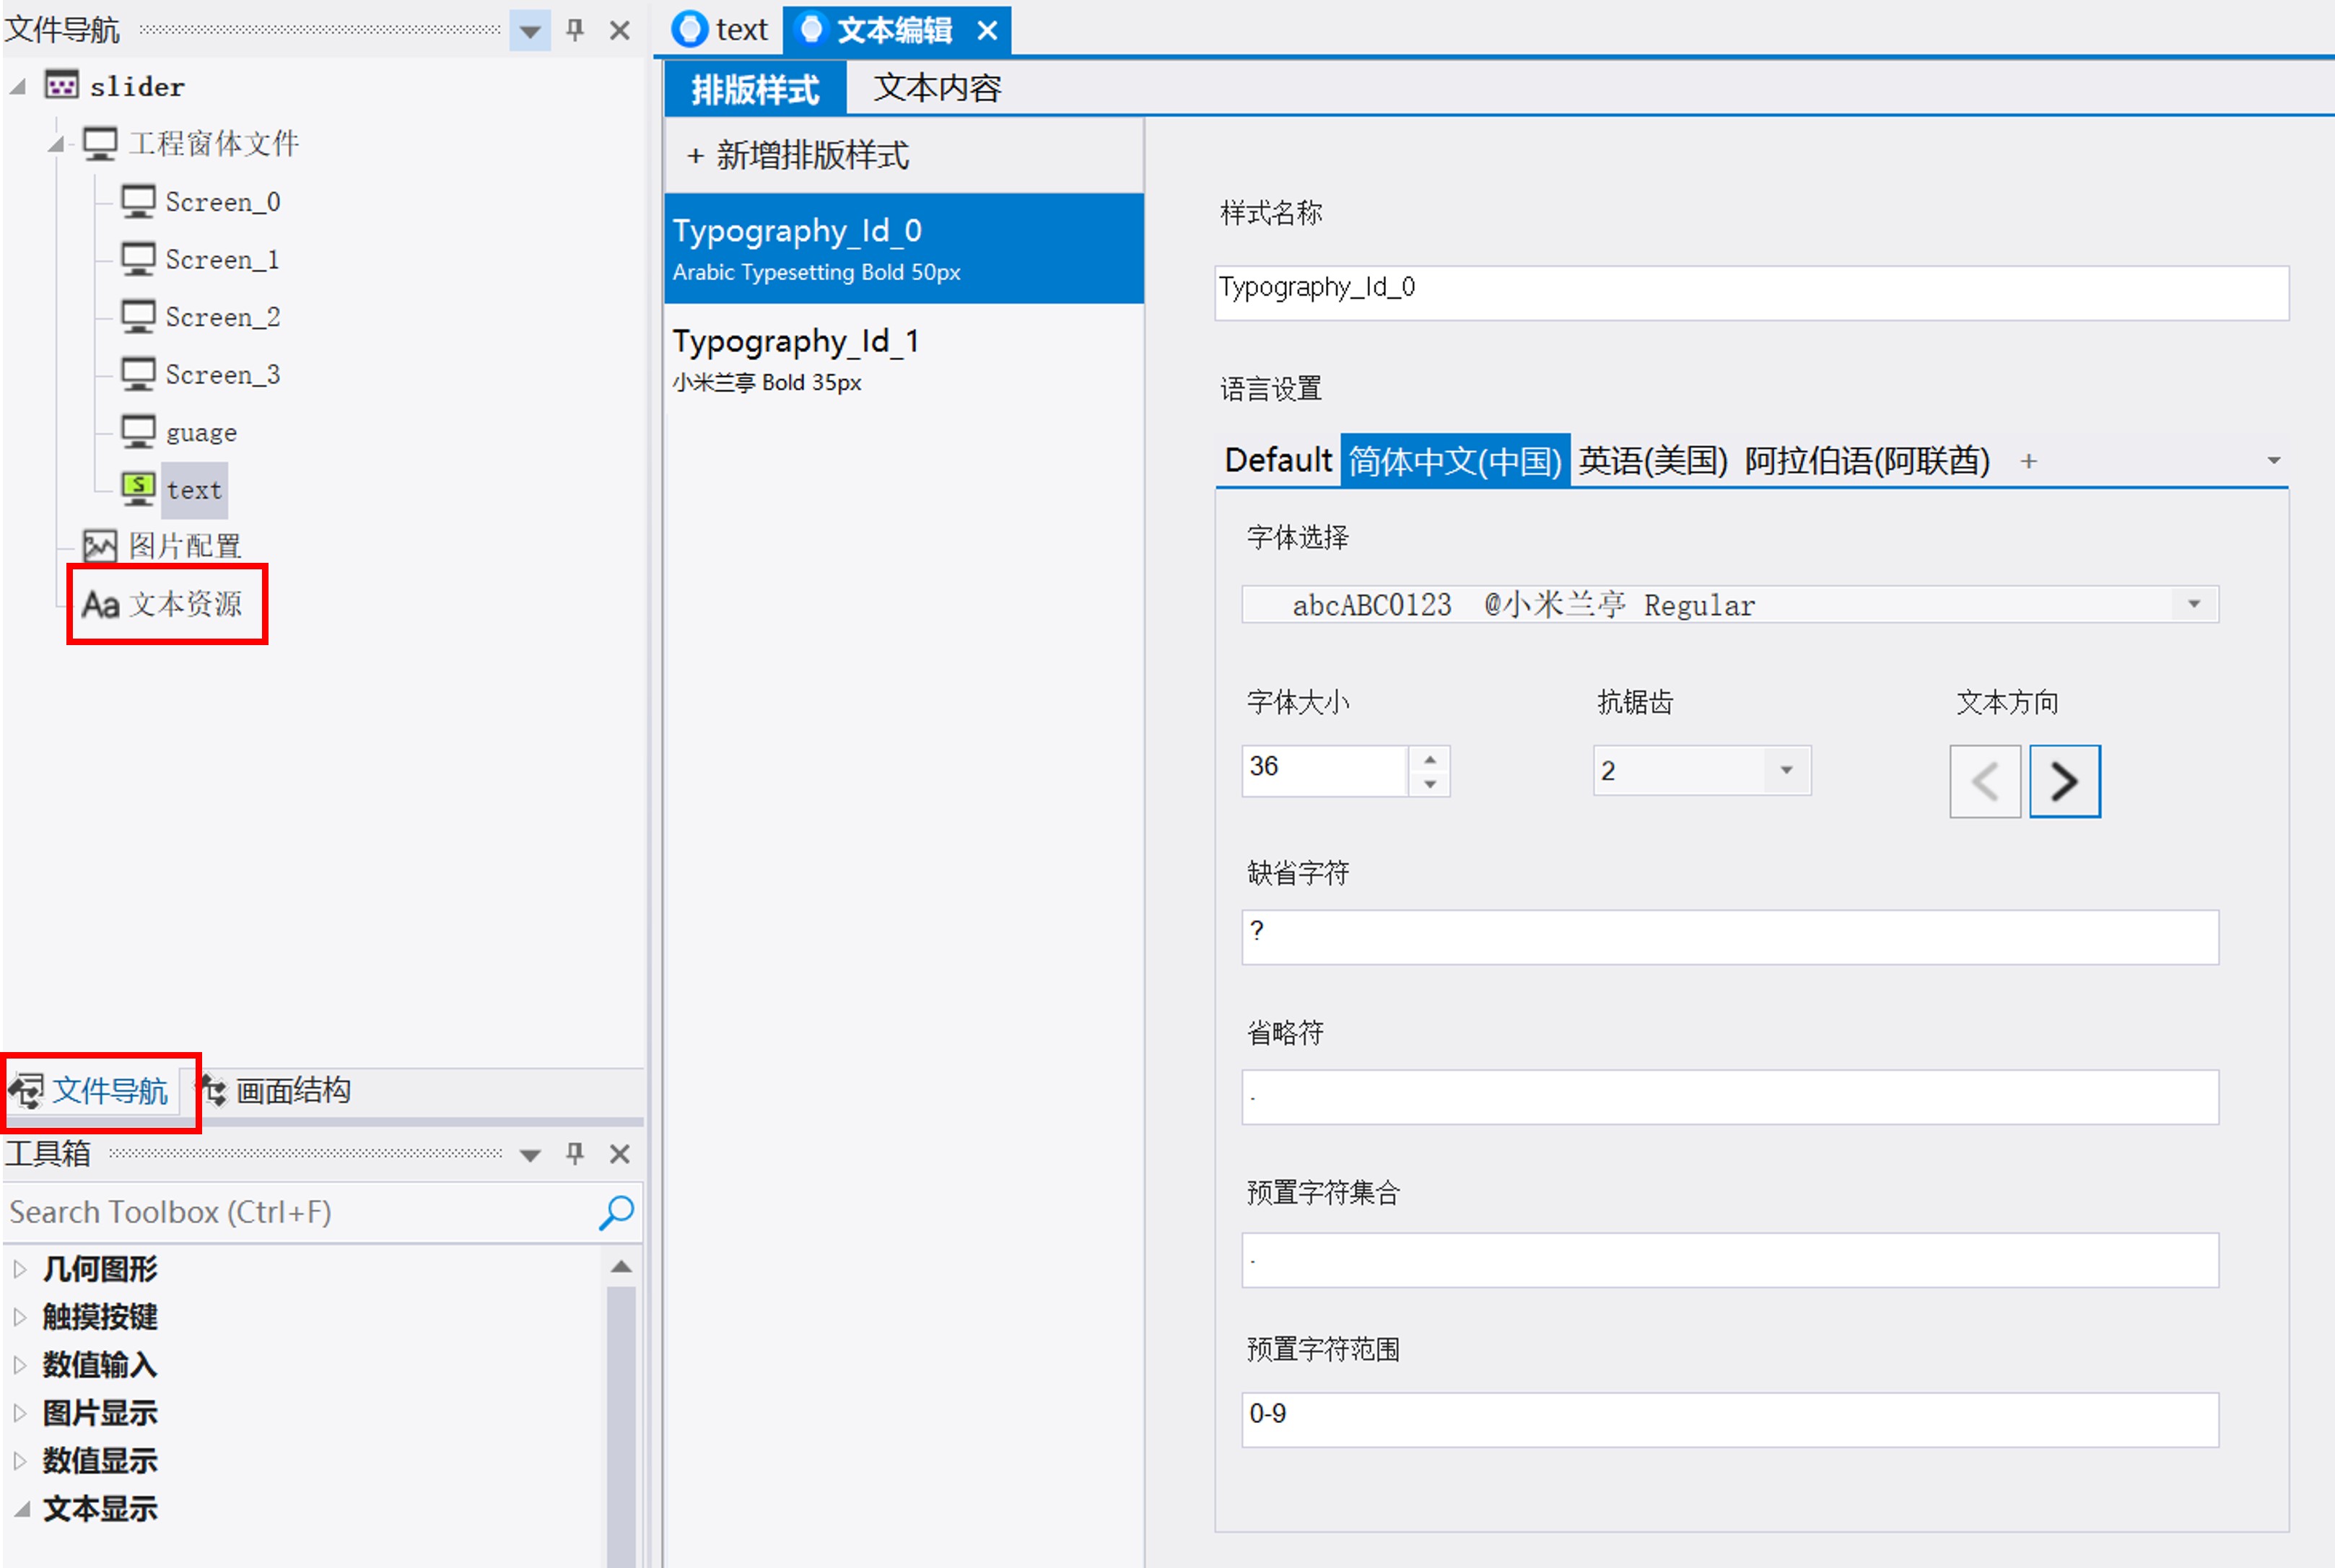 文件导航
slider
工程窗体文件
Screen_0
Screen_1
Screen_2
Screen_3
guage
text
图片配置
Aa 文本资源
文件导航
画面结构
工具箱
Search Toolbox (Ctrl+F)
几何图形
触摸按键
数值输入
图片显示
数值显示
文本显示
text
文本编辑
排版样式
文本内容
+ 新增排版样式
Typography_Id_0
Arabic Typesetting Bold 50px
Typography_Id_1
小米兰亭 Bold 35px
样式名称
Typography_Id_0
语言设置
Default 简体中文(中国) 英语(美国) 阿拉伯语(阿联酋) +
字体选择
abcABC0123 @小米兰亭 Regular
字体大小 抗锯齿 文本方向
36 2 < >
缺省字符
?
省略符
.
预置字符集合
.
预置字符范围
0-9